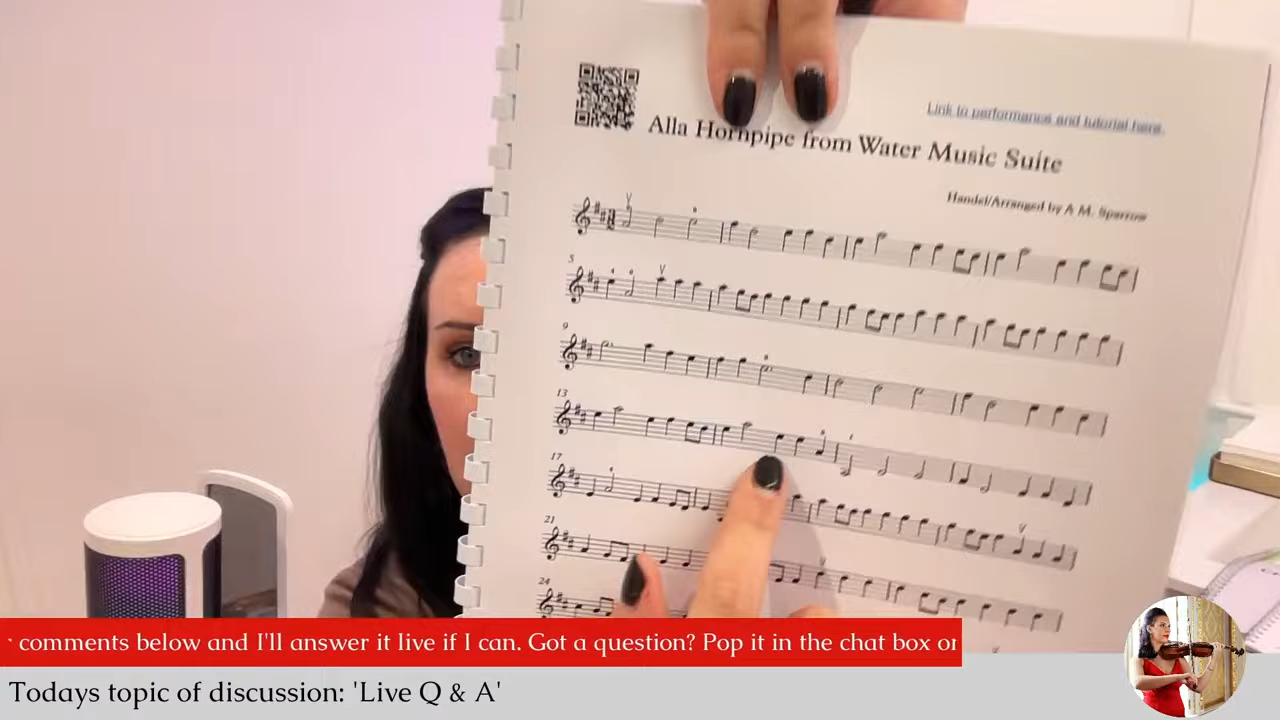 Link to performance and tutorial here.
Alla Hornpipe from Water Music Suite
Handel/Arranged by A M. Sparrow
5
9
13
17
21
24
comments below and I'll answer it live if I can. Got a question? Pop it in the chat box or
Todays topic of discussion: 'Live Q & A'